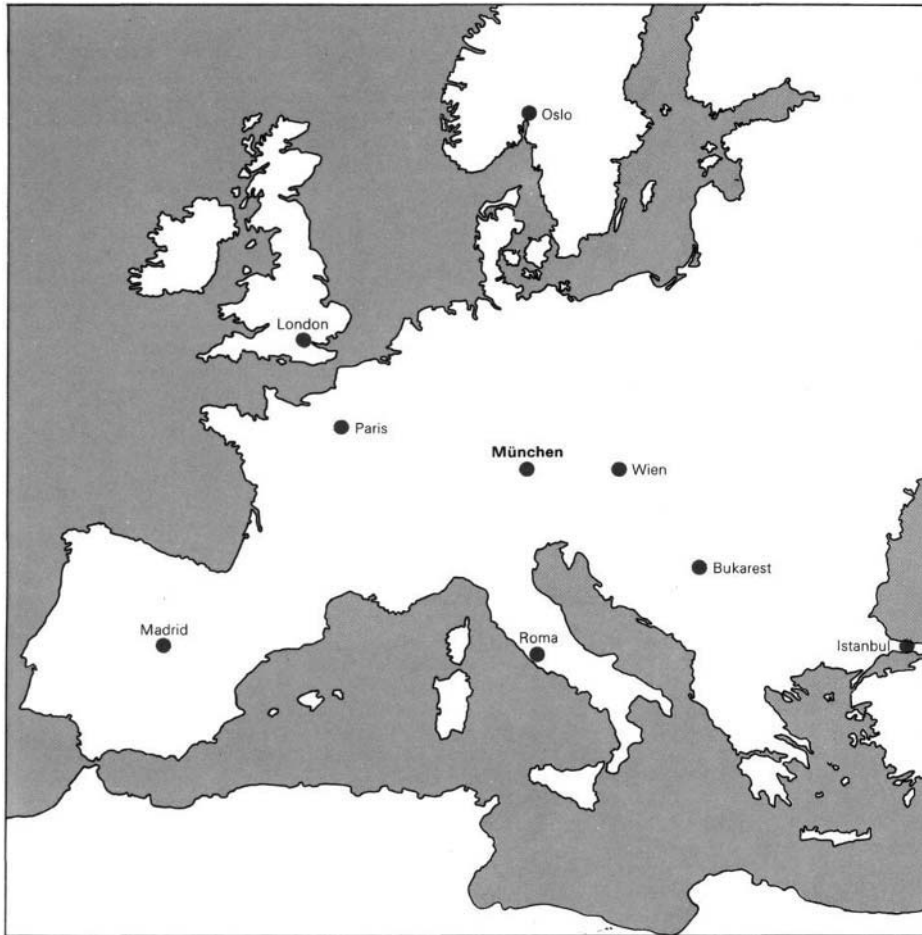 Oslo
London
Paris
München
Wien
Bukarest
Madrid
Roma
Istanbul